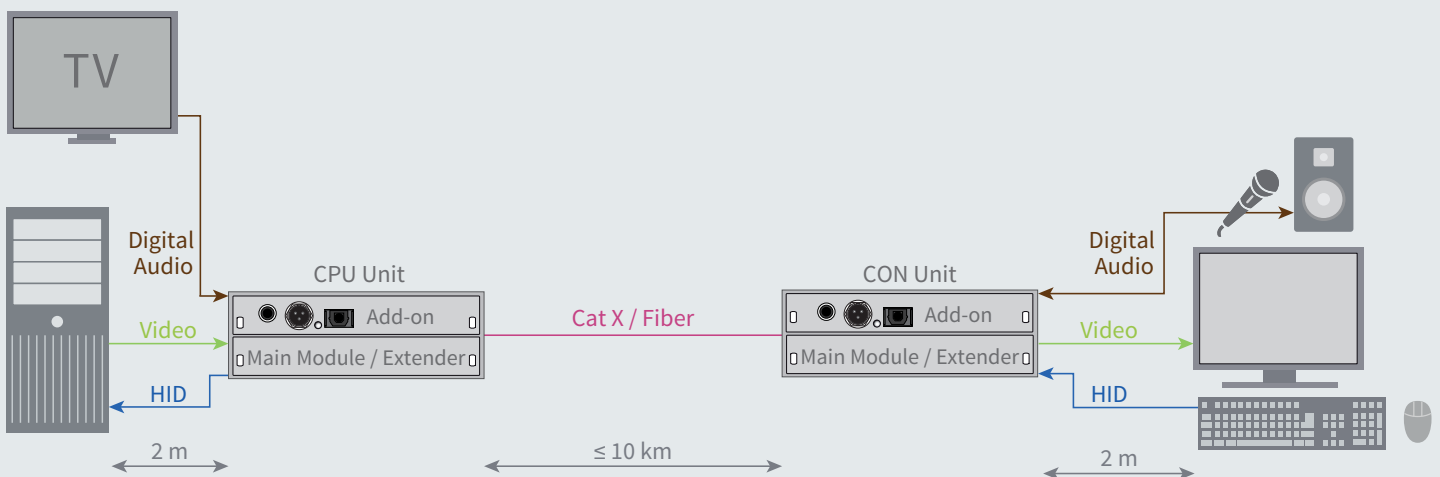 TV
Digital
Audio
CPU Unit
Add-on
Main Module / Extender
Video
HID
2 m
Cat X / Fiber
≤ 10 km
CON Unit
Add-on
Main Module / Extender
Digital
Audio
Video
HID
2 m